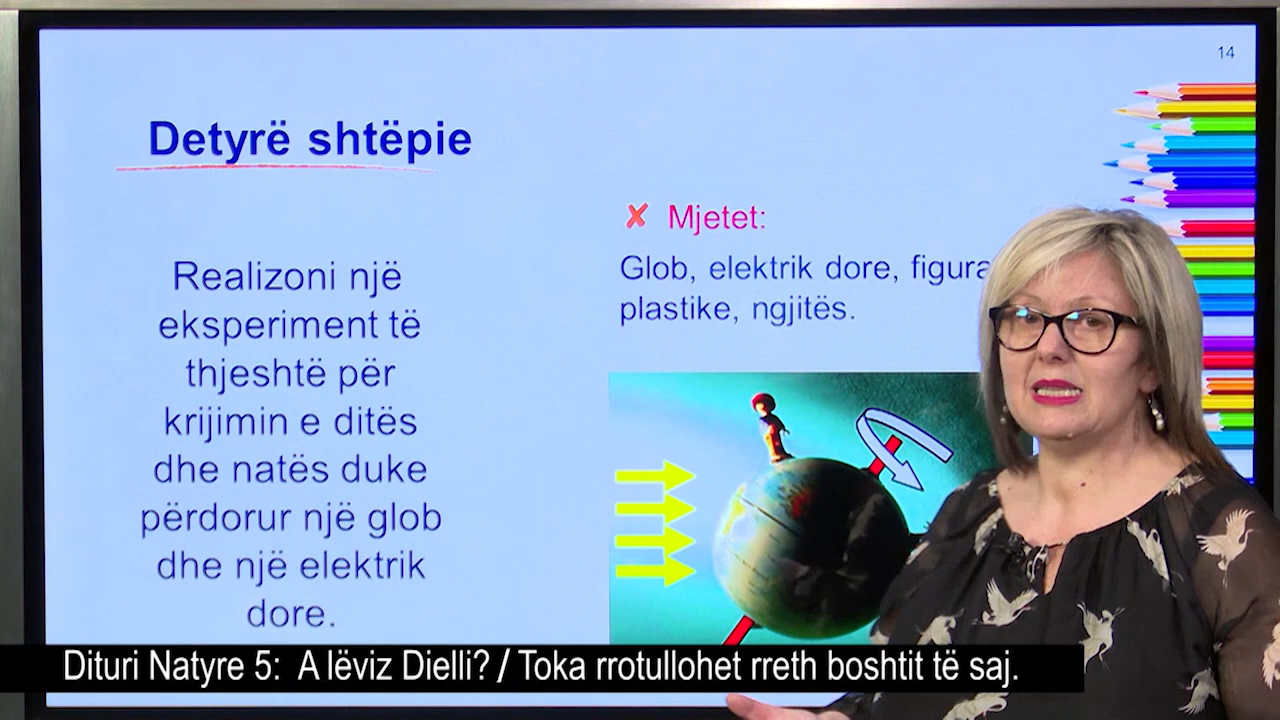 14
Detyrë shtëpie
Realizoni një
eksperiment të
thjeshtë për
krijimin e ditës
dhe natës duke
përdorur një glob
dhe një elektrik
dore.
✘ Mjetet:
Glob, elektrik dore, figura
plastike, ngjitës.
Dituri Natyre 5: A lëviz Dielli? / Toka rrotullohet rreth boshtit të saj.